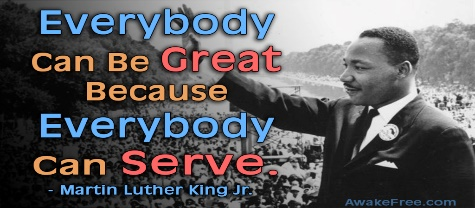 Everybody
Can Be Great
Because
Everybody
Can Serve.
- Martin Luther King Jr.
AwakeFree.com